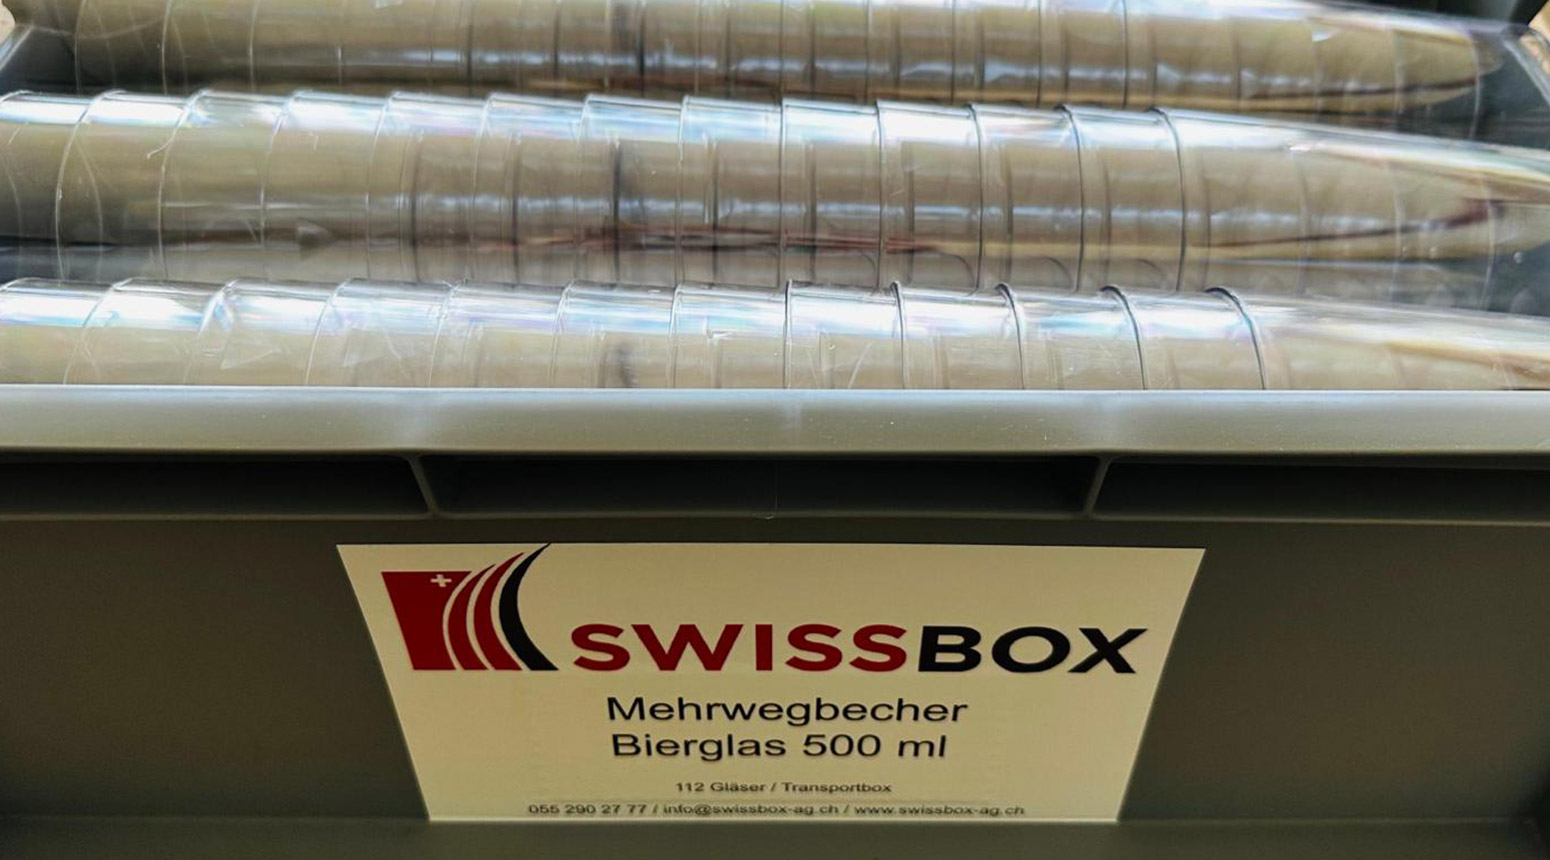 SWISSBOX
Mehrwegbecher
Bierglas 500 ml
112 Gläser / Transportbox
055 290 27 77 / info@swissbox-ag.ch / www.swissbox-ag.ch